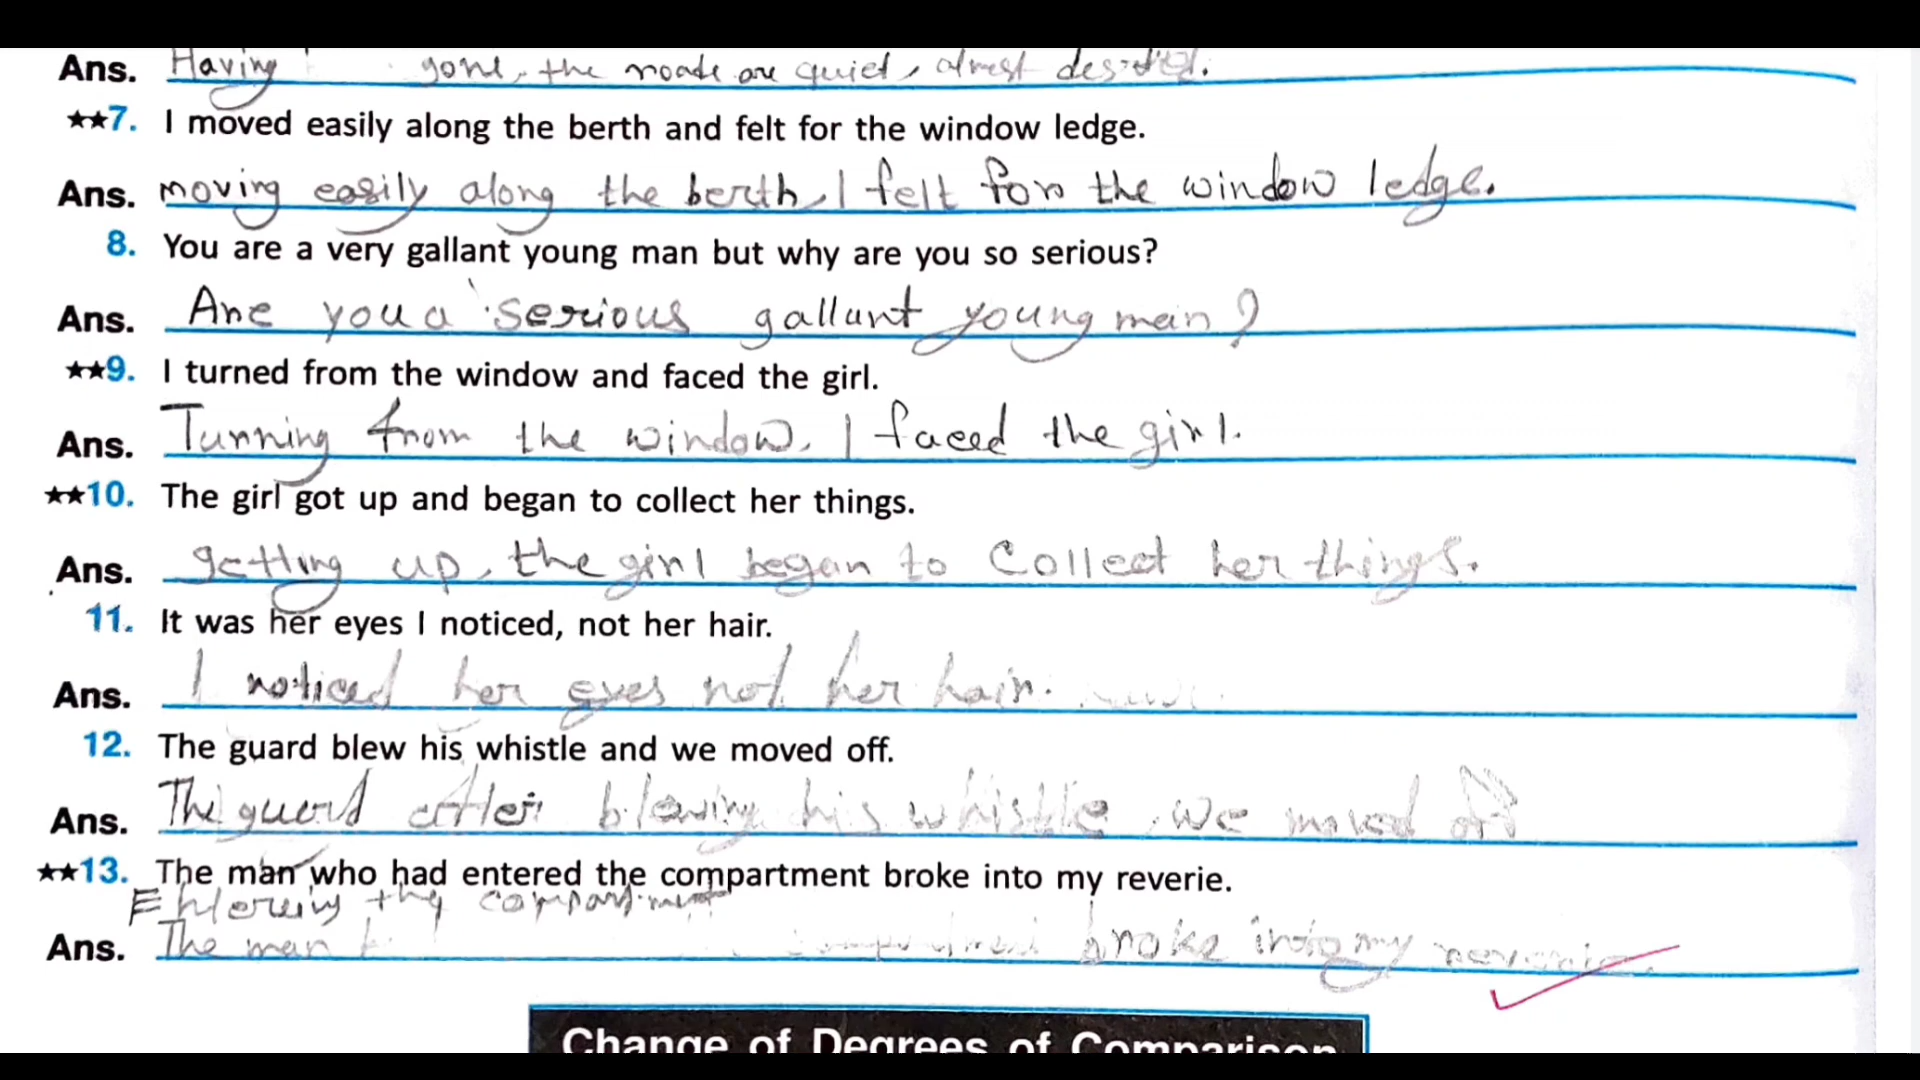 Ans. Having gone, the roads are quiet, almost deserted.
★★7. I moved easily along the berth and felt for the window ledge.
Ans. moving easily along the berth, I felt for the window ledge.
8. You are a very gallant young man but why are you so serious?
Ans. Are you a serious gallant young man?
★★9. I turned from the window and faced the girl.
Ans. Turning from the window, I faced the girl.
★★10. The girl got up and began to collect her things.
Ans. getting up, the girl began to Collect her things.
11. It was her eyes I noticed, not her hair.
Ans. I noticed her eyes not her hair.
12. The guard blew his whistle and we moved off.
Ans. The guard after blowing his whistle, we moved off
★★13. The man who had entered the compartment broke into my reverie.
Entering the compartment
Ans. The man broke into my reverie.
Change of Degrees of Comparison